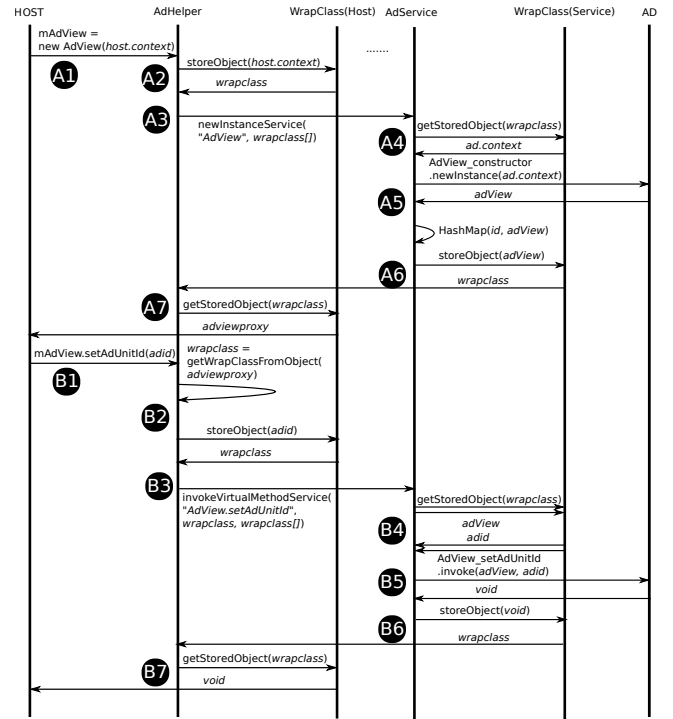 HOST AdHelper WrapClass(Host) AdService WrapClass(Service) AD
mAdView =
new AdView(host.context)
.......
A1
storeObject(host.context)
A2
wrapclass
A3
newInstanceService(
"AdView", wrapclass[])
getStoredObject(wrapclass)
A4
ad.context
AdView_constructor
.newInstance(ad.context)
A5
adView
HashMap(id, adView)
storeObject(adView)
A6
wrapclass
A7
getStoredObject(wrapclass)
adviewproxy
mAdView.setAdUnitId(adid)
B1
wrapclass =
getWrapClassFromObject(
adviewproxy)
B2
storeObject(adid)
wrapclass
B3
invokeVirtualMethodService(
"AdView.setAdUnitId",
wrapclass, wrapclass[])
getStoredObject(wrapclass)
adView
B4
adid
AdView_setAdUnitId
.invoke(adView, adid)
B5
void
storeObject(void)
B6
wrapclass
B7
getStoredObject(wrapclass)
void